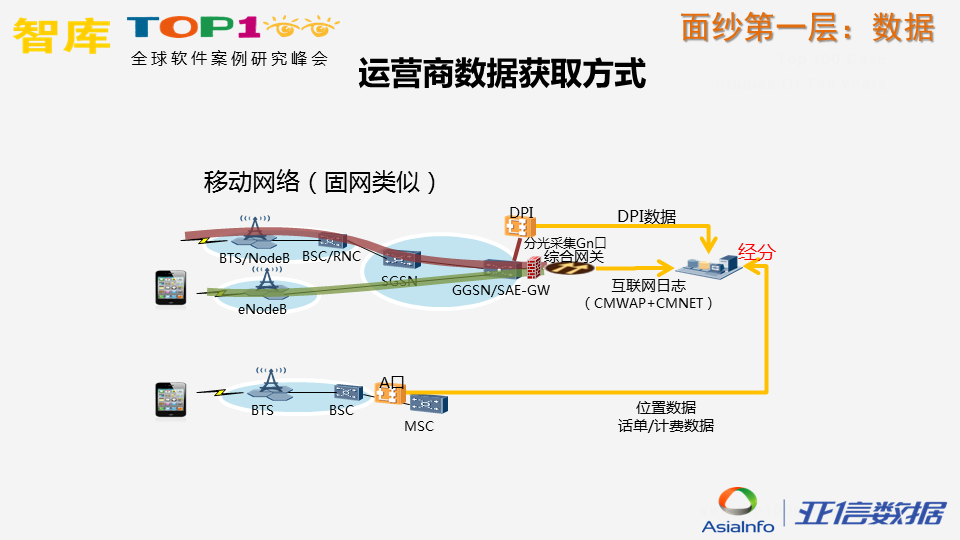 智库
TOP100
全球软件案例研究峰会
面纱第一层：数据
运营商数据获取方式
移动网络（固网类似）
DPI
DPI数据
分光采集Gn口
综合网关
经分
BTS/NodeB
BSC/RNC
SGSN
GGSN/SAE-GW
互联网日志
（CMWAP+CMNET）
eNodeB
A口
BTS
BSC
MSC
位置数据
话单/计费数据
AsiaInfo
亚信数据